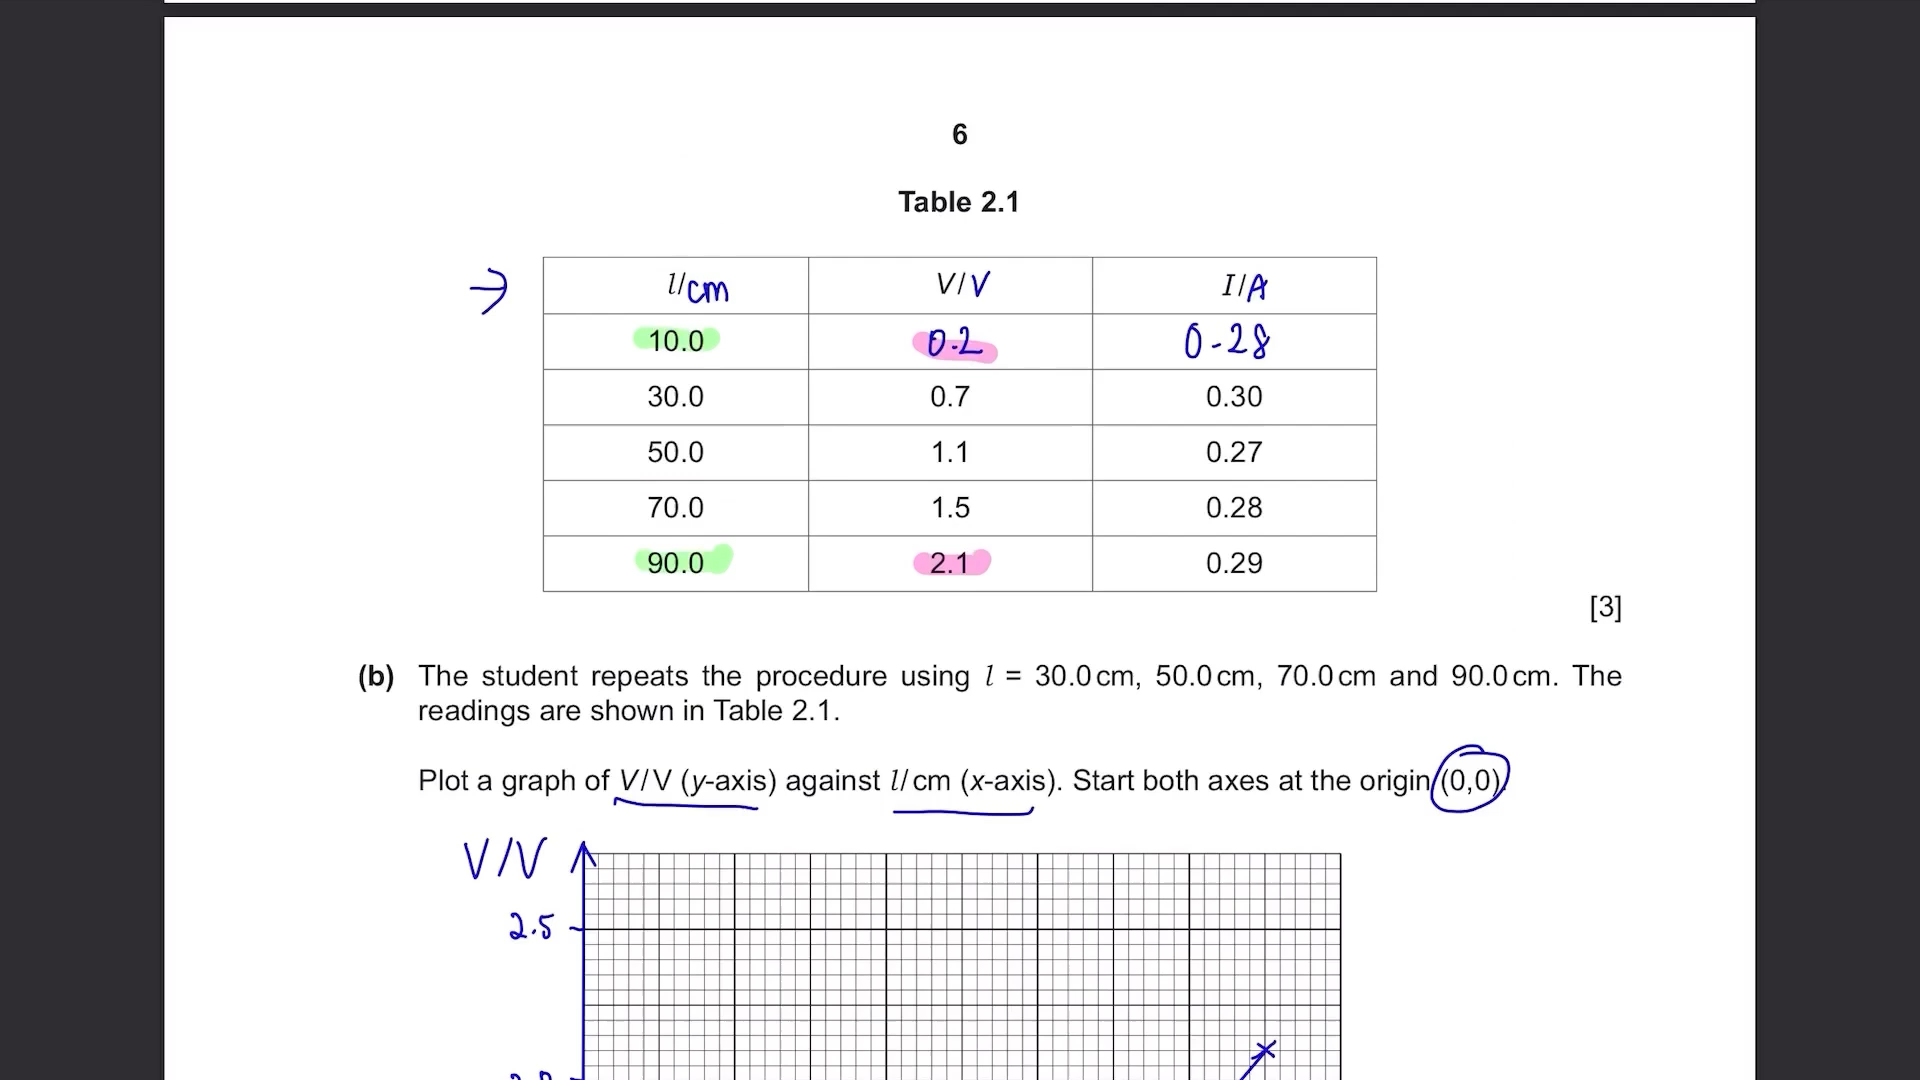 6
Table 2.1
l/cm V/V I/A
10.0 0.2 0-28
30.0 0.7 0.30
50.0 1.1 0.27
70.0 1.5 0.28
90.0 2.1 0.29
[3]
(b) The student repeats the procedure using l = 30.0 cm, 50.0 cm, 70.0 cm and 90.0 cm. The
readings are shown in Table 2.1.
Plot a graph of V/V (y-axis) against l/cm (x-axis). Start both axes at the origin (0,0).
V/V
2.5